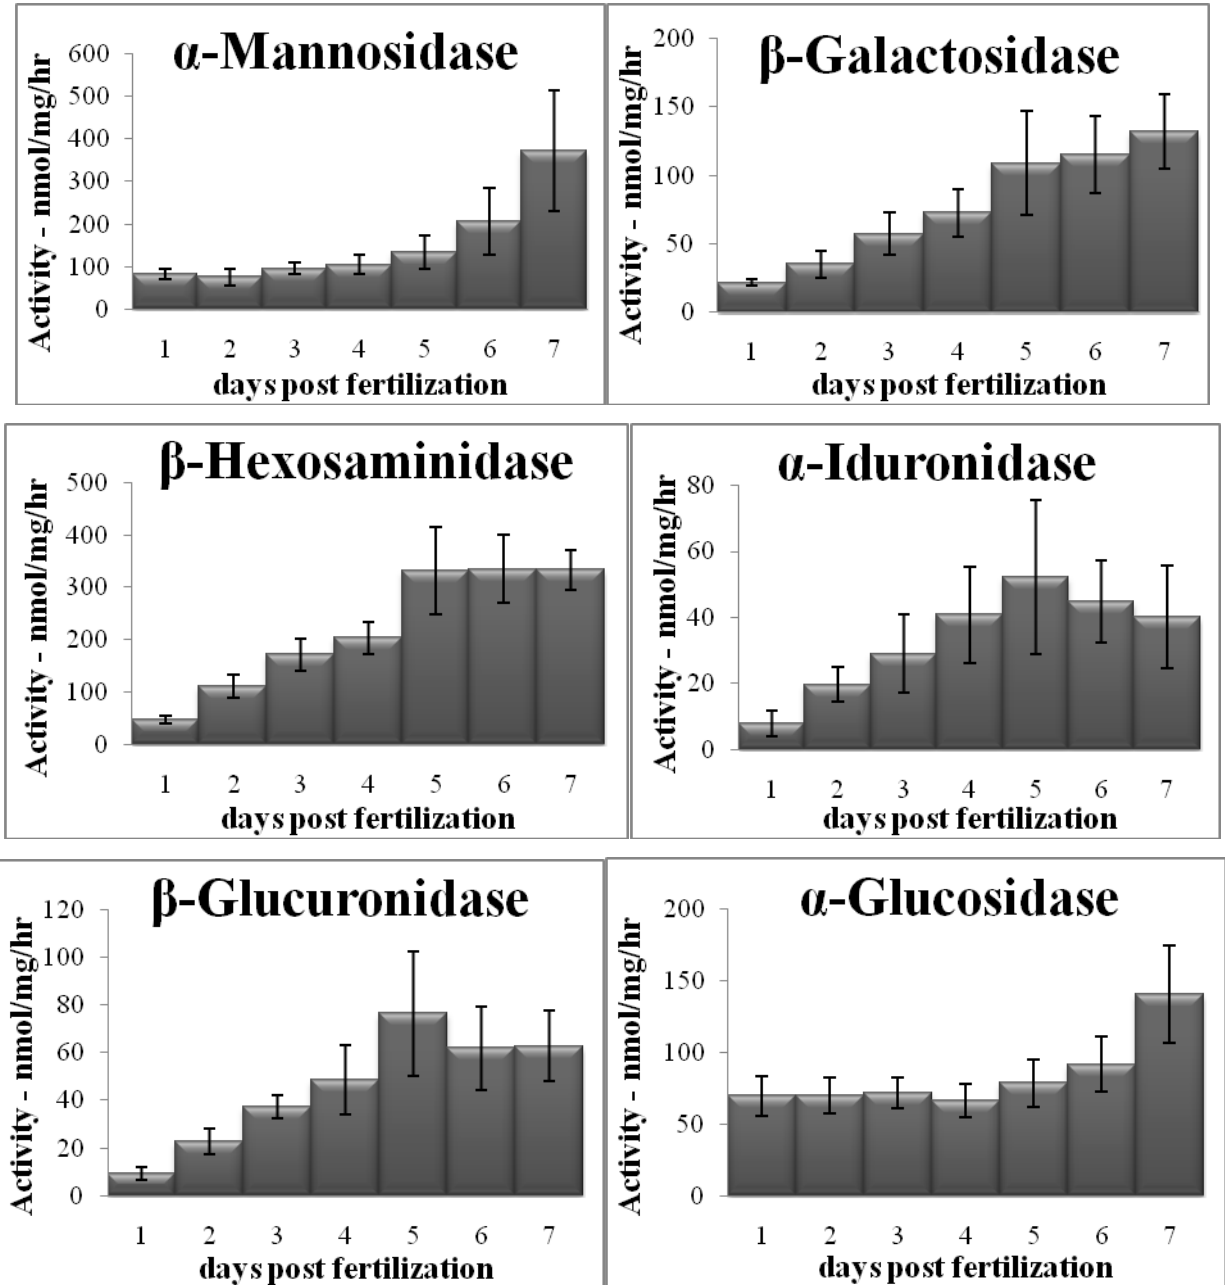 α-Mannosidase
Activity - nmol/mg/hr
600
500
400
300
200
100
0
1 2 3 4 5 6 7
days post fertilization
β-Galactosidase
Activity - nmol/mg/hr
200
150
100
50
0
1 2 3 4 5 6 7
days post fertilization
β-Hexosaminidase
Activity - nmol/mg/hr
500
400
300
200
100
0
1 2 3 4 5 6 7
days post fertilization
α-Iduronidase
Activity - nmol/mg/hr
80
60
40
20
0
1 2 3 4 5 6 7
days post fertilization
β-Glucuronidase
Activity - nmol/mg/hr
120
100
80
60
40
20
0
1 2 3 4 5 6 7
days post fertilization
α-Glucosidase
Activity - nmol/mg/hr
200
150
100
50
0
1 2 3 4 5 6 7
days post fertilization